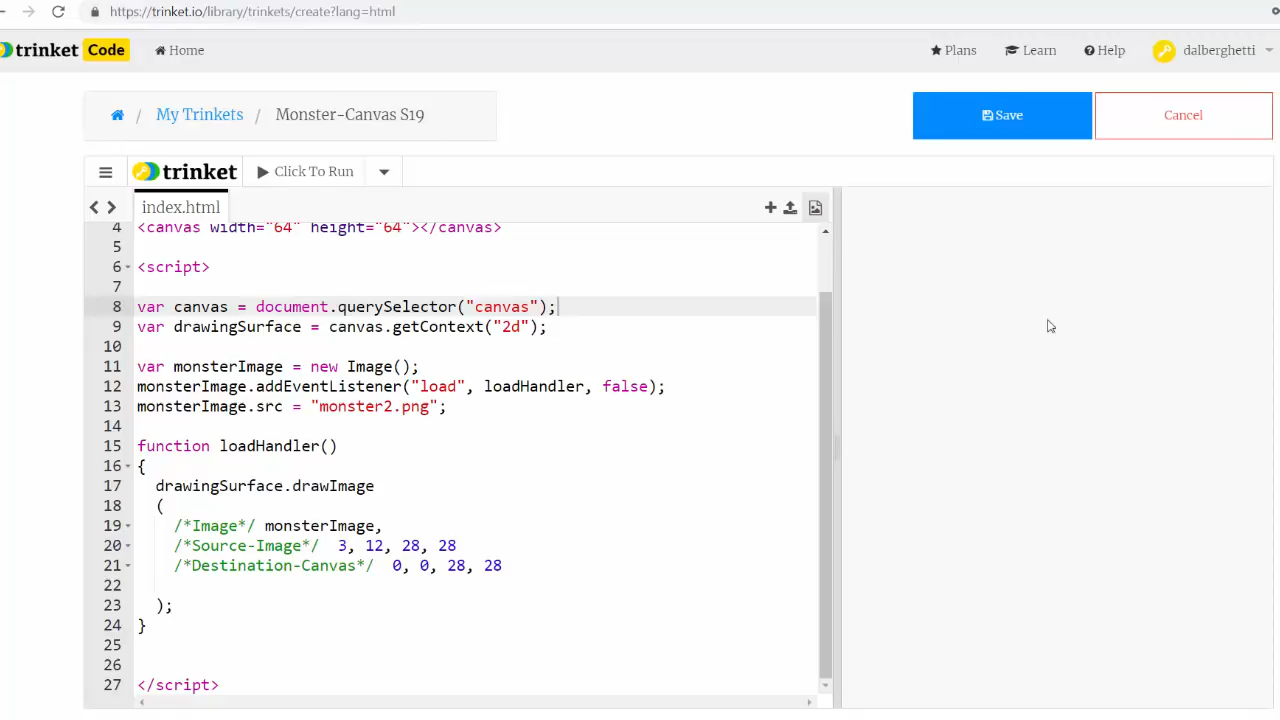 https://trinket.io/library/trinkets/create?lang=html
trinket Code Home Plans Learn Help dalberghetti
/ My Trinkets / Monster-Canvas S19
Save Cancel
trinket Click To Run
index.html
4 <canvas width="64" height="64"></canvas>
5
6 <script>
7
8 var canvas = document.querySelector("canvas");
9 var drawingSurface = canvas.getContext("2d");
10
11 var monsterImage = new Image();
12 monsterImage.addEventListener("load", loadHandler, false);
13 monsterImage.src = "monster2.png";
14
15 function loadHandler()
16 {
17 drawingSurface.drawImage
18 (
19 /*Image*/ monsterImage,
20 /*Source-Image*/ 3, 12, 28, 28
21 /*Destination-Canvas*/ 0, 0, 28, 28
22
23 );
24 }
25
26
27 </script>